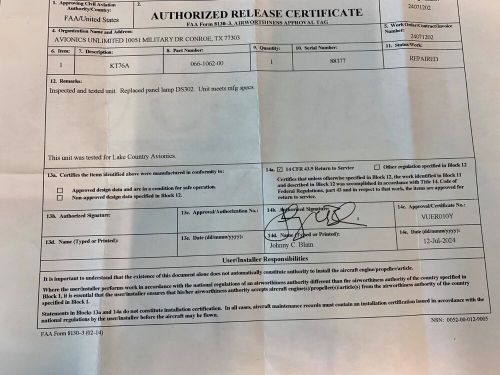 1. Approving Civil Aviation
Authority/Country:
FAA/United States
2.
AUTHORIZED RELEASE CERTIFICATE
FAA Form 8130-3, AIRWORTHINESS APPROVAL TAG
24071202
4. Organization Name and Address:
AVIONICS UNLIMITED 10051 MILITARY DR CONROE, TX 77303
5. Work Order/Contract/Invoice
Number:
24071202
6. Item:
7. Description:
8. Part Number:
9. Quantity:
10. Serial Number:
11. Status/Work:
1
KT76A
066-1062-00
1
88377
REPAIRED
12. Remarks:
Inspected and tested unit. Replaced panel lamp DS302. Unit meets mfg specs.
This unit was tested for Lake Country Avionics.
13a. Certifies the items identified above were manufactured in conformity to:
Approved design data and are in a condition for safe operation.
Non-approved design data specified in Block 12.
14a. 14 CFR 43.9 Return to Service
Other regulation specified in Block 12
Certifies that unless otherwise specified in Block 12, the work identified in Block 11
and described in Block 12 was accomplished in accordance with Title 14, Code of
Federal Regulations, part 43 and in respect to that work, the items are approved for
return to service.
13b. Authorized Signature:
13c. Approval/Authorization No.:
14b. Authorized Signature:
14c. Approval/Certificate No.:
VUER010Y
13d. Name (Typed or Printed):
13e. Date (dd/mmm/yyyy):
14d. Name (Typed or Printed):
Johnny C. Blain
14e. Date (dd/mmm/yyyy):
12-Jul-2024
User/Installer Responsibilities
It is important to understand that the existence of this document alone does not automatically constitute authority to install the aircraft engine/propeller/article.
Where the user/installer performs work in accordance with the national regulations of an airworthiness authority different than the airworthiness authority of the country specified in
Block 1, it is essential that the user/installer ensures that his/her airworthiness authority accepts aircraft engine(s)/propeller(s)/article(s) from the airworthiness authority of the country
specified in Block 1.
Statements in Blocks 13a and 14a do not constitute installation certification. In all cases, aircraft maintenance records must contain an installation certification issued in accordance with the
national regulations by the user/installer before the aircraft may be flown.
FAA Form 8130-3 (02-14)
NSN: 0052-00-012-9005